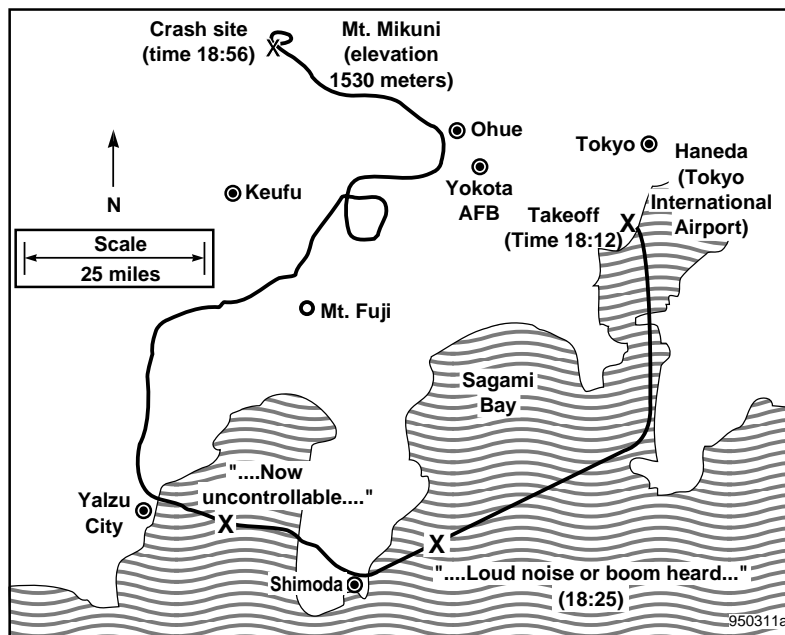 Crash site
(time 18:56)
Mt. Mikuni
(elevation
1530 meters)
Ohue
Tokyo
Haneda
(Tokyo
International
Airport)
Yokota
AFB
Keufu
N
Takeoff
(Time 18:12)
X
X
Scale
25 miles
Mt. Fuji
Sagami
Bay
"....Now
uncontrollable...."
Yalzu
City
X
X
Shimoda
"....Loud noise or boom heard..."
(18:25)
950311a